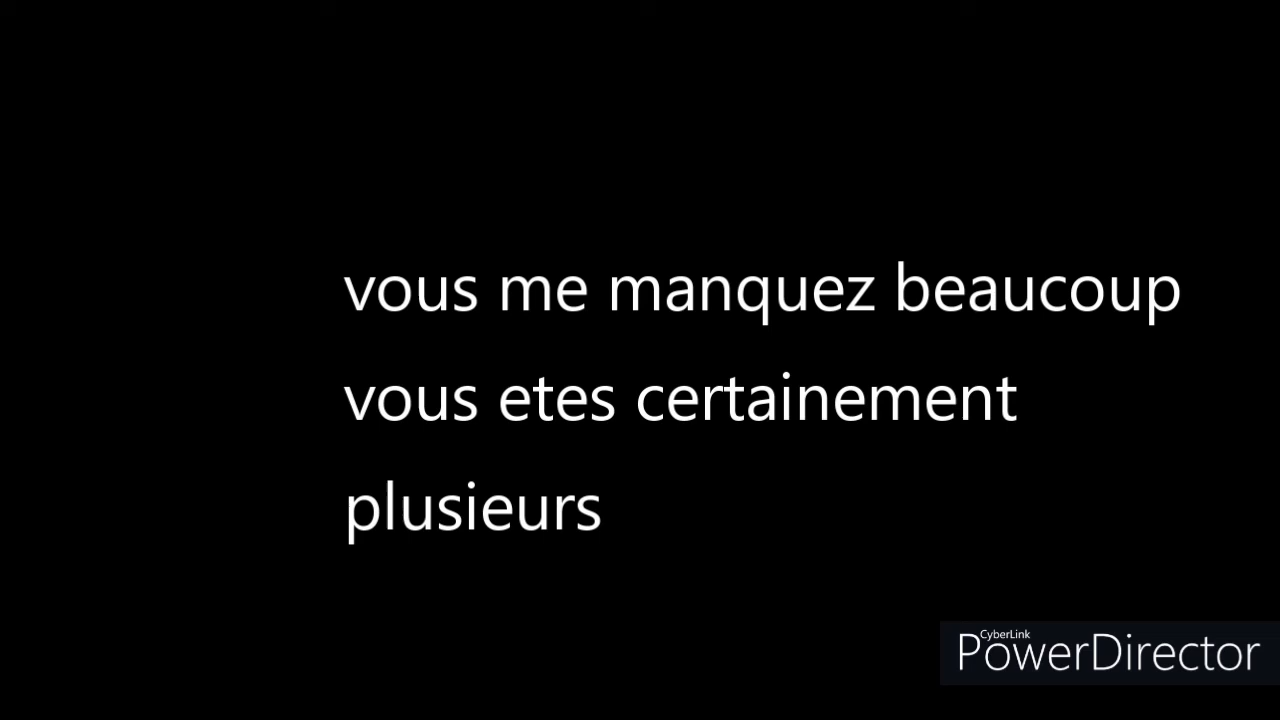 vous me manquez beaucoup
vous etes certainement
plusieurs
CyberLink
PowerDirector